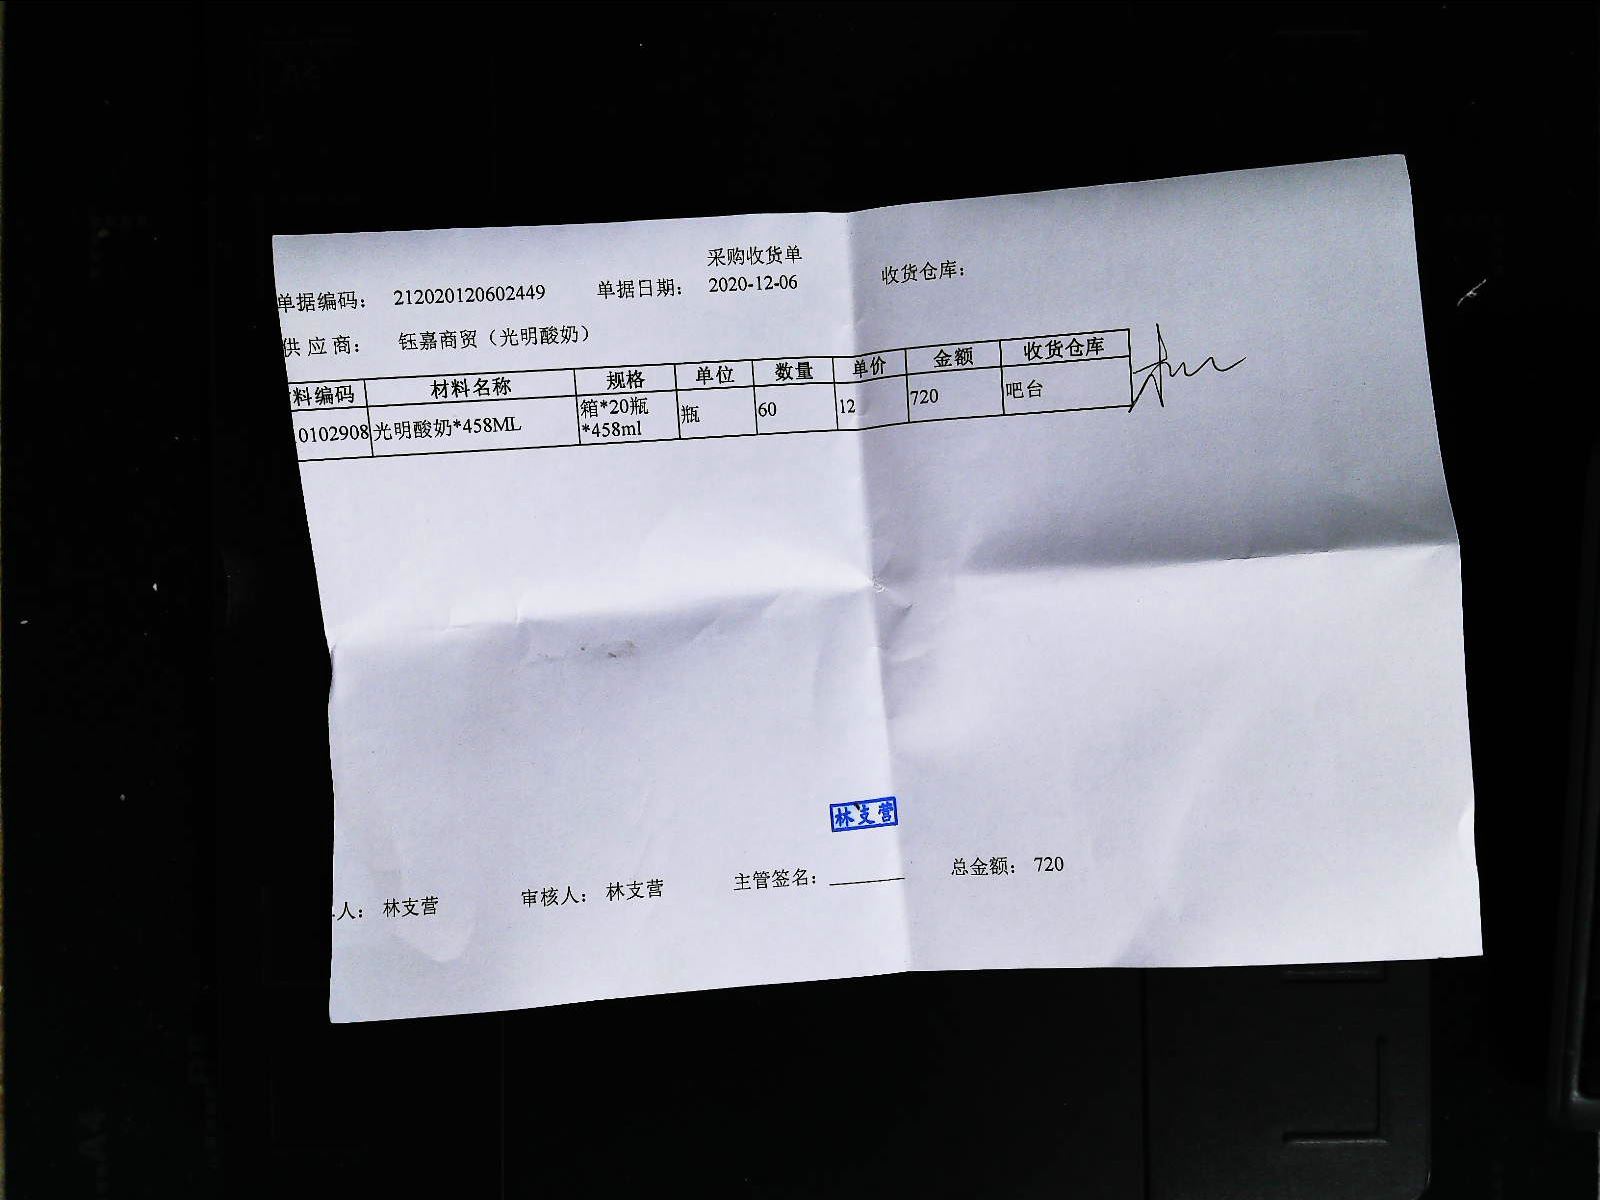 采购收货单
单据编码： 212020120602449 单据日期： 2020-12-06 收货仓库：
供应商： 钰嘉商贸（光明酸奶）
料编码 材料名称 规格 单位 数量 单价 金额 收货仓库
0102908 光明酸奶*458ML 箱*20瓶*458ml 瓶 60 12 720 吧台
林支营
人： 林支营 审核人： 林支营 主管签名： 总金额： 720